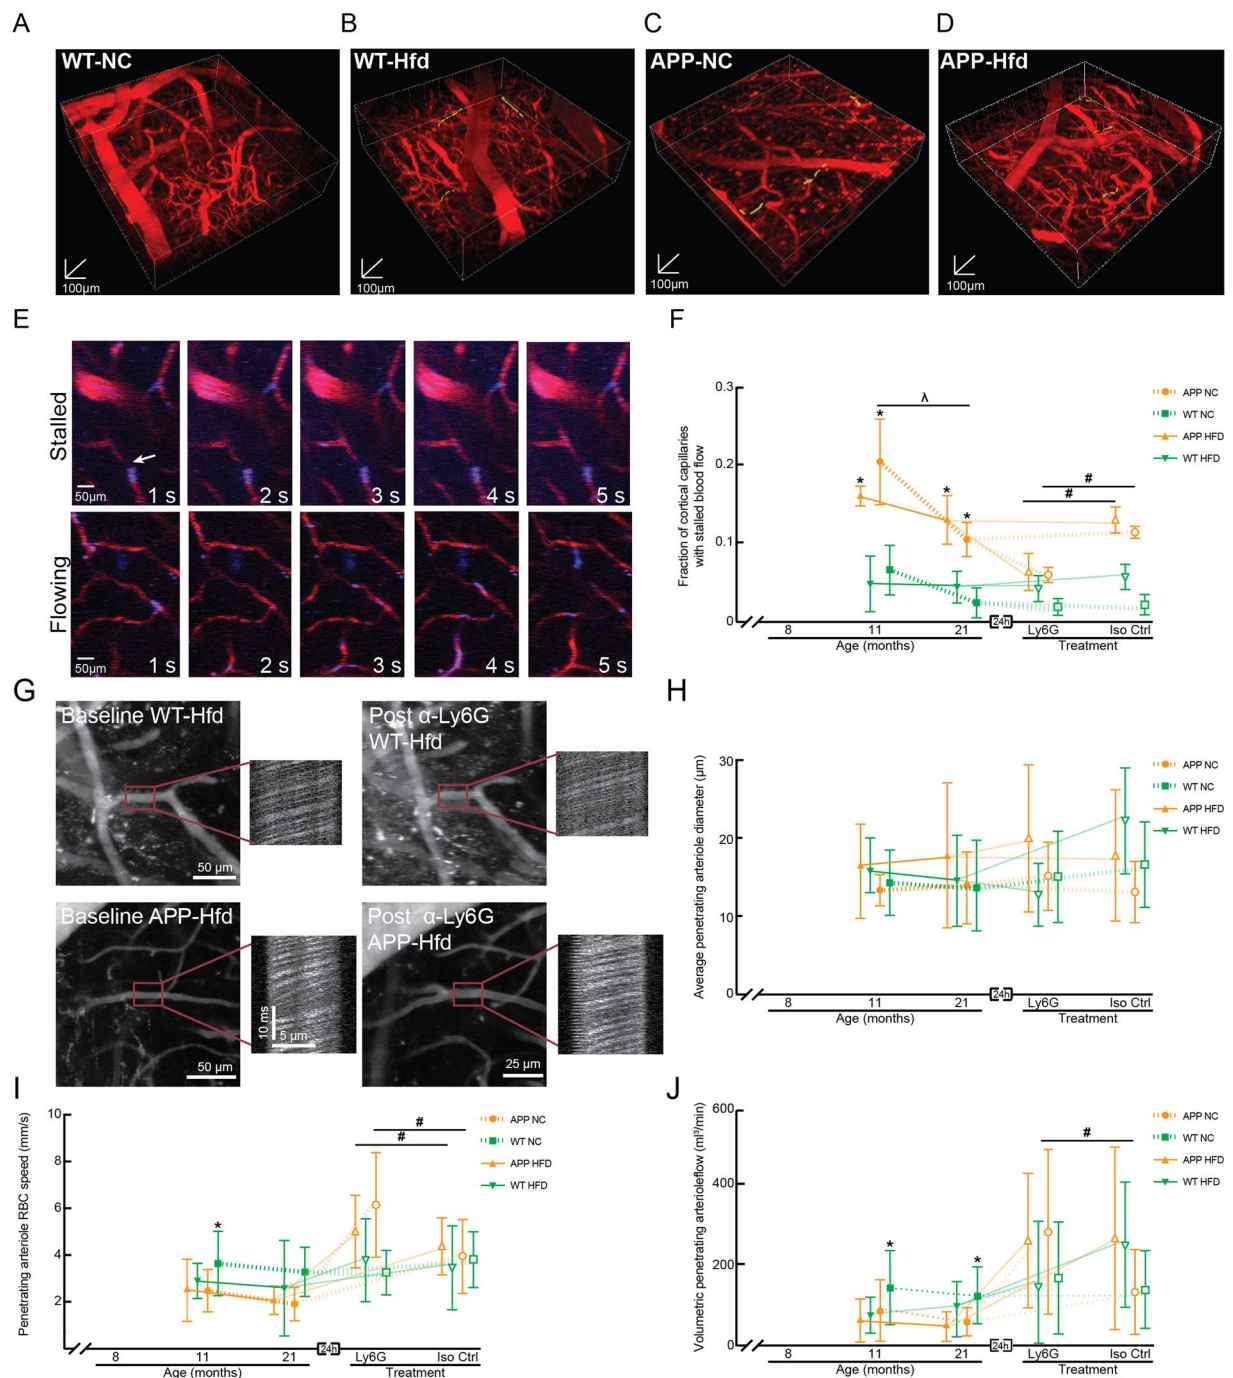 A
B
C
D
WT-NC
WT-Hfd
APP-NC
APP-Hfd
100µm
100µm
100µm
100µm
E
F
Stalled
1 s
2 s
3 s
4 s
5 s
50µm
Flowing
1 s
2 s
3 s
4 s
5 s
50µm
Fraction of cortical capillaries
with stalled blood flow
0.3
0.2
0.1
0
λ
*
*
*
*
#
#
APP NC
WT NC
APP HFD
WT HFD
8
11
21
24h
Ly6G
Iso Ctrl
Age (months)
Treatment
G
Baseline WT-Hfd
50 µm
Post α-Ly6G
WT-Hfd
Baseline APP-Hfd
50 µm
10 ms
5 µm
Post α-Ly6G
APP-Hfd
25 µm
H
Average penetrating arteriole diameter (µm)
30
20
10
0
APP NC
WT NC
APP HFD
WT HFD
8
11
21
24h
Ly6G
Iso Ctrl
Age (months)
Treatment
I
Penetrating arteriole RBC speed (mm/s)
10
8
6
4
2
*
#
#
APP NC
WT NC
APP HFD
WT HFD
8
11
21
24h
Ly6G
Iso Ctrl
Age (months)
Treatment
J
Volumetric penetrating arterioleflow (ml³/min)
600
400
200
0
*
*
#
APP NC
WT NC
APP HFD
WT HFD
8
11
21
24h
Ly6G
Iso Ctrl
Age (months)
Treatment